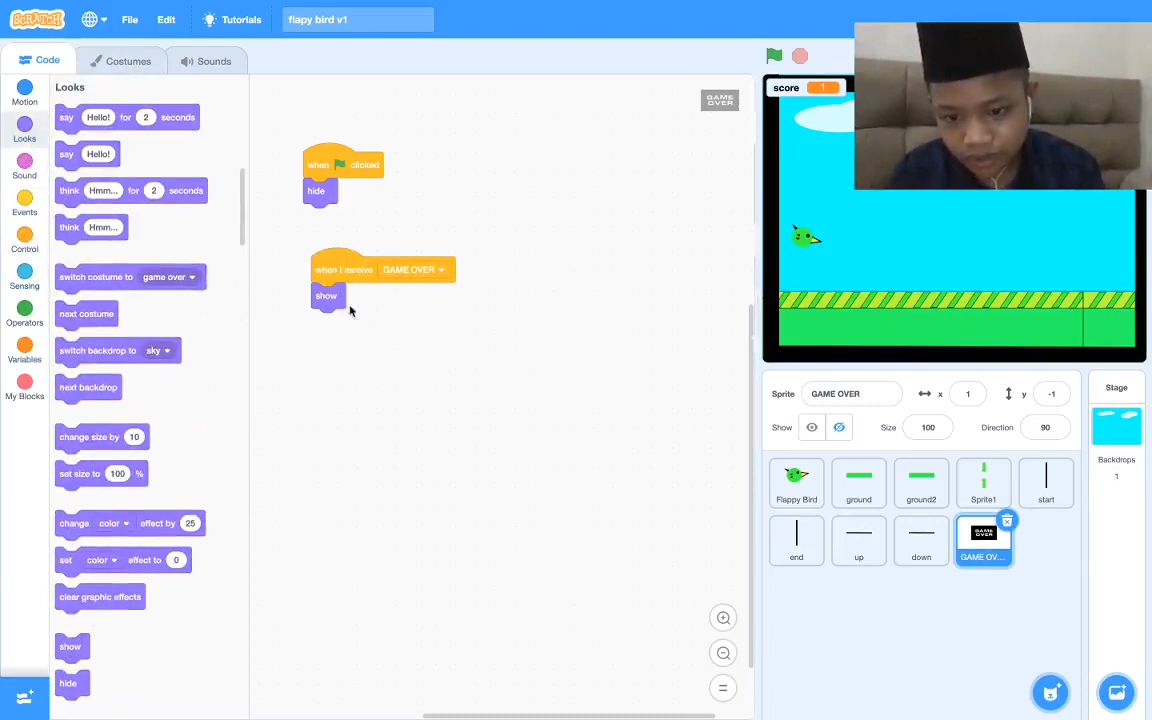 SCRATCH
File
Edit
Tutorials
flapy bird v1
Code
Costumes
Sounds
Motion
Looks
Sound
Events
Control
Sensing
Operators
Variables
My Blocks
Looks
say Hello! for 2 seconds
say Hello!
think Hmm... for 2 seconds
think Hmm...
switch costume to game over
next costume
switch backdrop to sky
next backdrop
change size by 10
set size to 100 %
change color effect by 25
set color effect to 0
clear graphic effects
show
hide
when clicked
hide
when I receive GAME OVER
show
GAME
OVER
score 1
Sprite GAME OVER x 1 y -1
Show Size 100 Direction 90
Flappy Bird
ground
ground2
Sprite1
start
end
up
down
GAME
OVER
GAME OV...
Stage
Backdrops
1